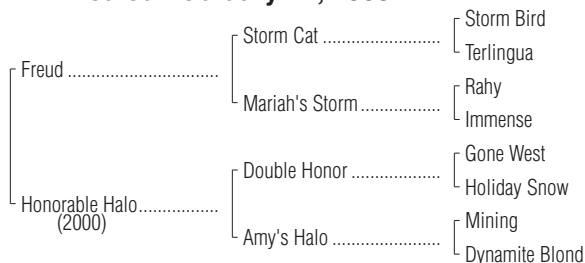 Storm Bird
Storm Cat ........................
Terlingua
Freud ................................
Rahy
Mariah's Storm .................
Immense
Gone West
Double Honor ...................
Holiday Snow
Honorable Halo.................
(2000)
Mining
Amy's Halo .......................
Dynamite Blond